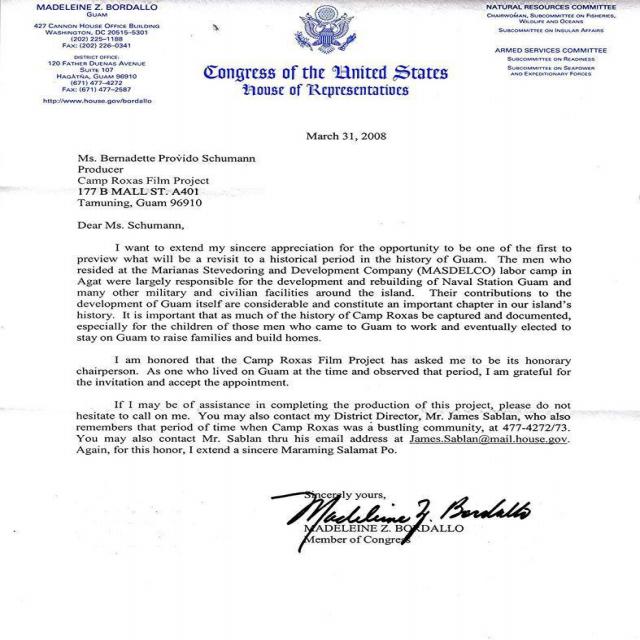 MADELEINE Z. BORDALLO
GUAM
427 CANNON HOUSE OFFICE BUILDING
WASHINGTON, DC 20515–5301
(202) 225–1188
FAX: (202) 226–0341
DISTRICT OFFICE:
120 FATHER DUENAS AVENUE
SUITE 107
HAGÅTÑA, GUAM 96910
(671) 477–4272
FAX: (671) 477–2587
http://www.house.gov/bordallo
Congress of the United States
House of Representatives
NATURAL RESOURCES COMMITTEE
CHAIRWOMAN, SUBCOMMITTEE ON FISHERIES,
WILDLIFE AND OCEANS
SUBCOMMITTEE ON INSULAR AFFAIRS
ARMED SERVICES COMMITTEE
SUBCOMMITTEE ON READINESS
SUBCOMMITTEE ON SEAPOWER
AND EXPEDITIONARY FORCES
March 31, 2008
Ms. Bernadette Provido Schumann
Producer
Camp Roxas Film Project
177 B MALL ST. A401
Tamuning, Guam 96910
Dear Ms. Schumann,
I want to extend my sincere appreciation for the opportunity to be one of the first to
preview what will be a revisit to a historical period in the history of Guam. The men who
resided at the Marianas Stevedoring and Development Company (MASDELCO) labor camp in
Agat were largely responsible for the development and rebuilding of Naval Station Guam and
many other military and civilian facilities around the island. Their contributions to the
development of Guam itself are considerable and constitute an important chapter in our island's
history. It is important that as much of the history of Camp Roxas be captured and documented,
especially for the children of those men who came to Guam to work and eventually elected to
stay on Guam to raise families and build homes.
I am honored that the Camp Roxas Film Project has asked me to be its honorary
chairperson. As one who lived on Guam at the time and observed that period, I am grateful for
the invitation and accept the appointment.
If I may be of assistance in completing the production of this project, please do not
hesitate to call on me. You may also contact my District Director, Mr. James Sablan, who also
remembers that period of time when Camp Roxas was a bustling community, at 477-4272/73.
You may also contact Mr. Sablan thru his email address at James.Sablan@mail.house.gov.
Again, for this honor, I extend a sincere Maraming Salamat Po.
Sincerely yours,
Madeleine Z. Bordallo
MADELEINE Z. BORDALLO
Member of Congress